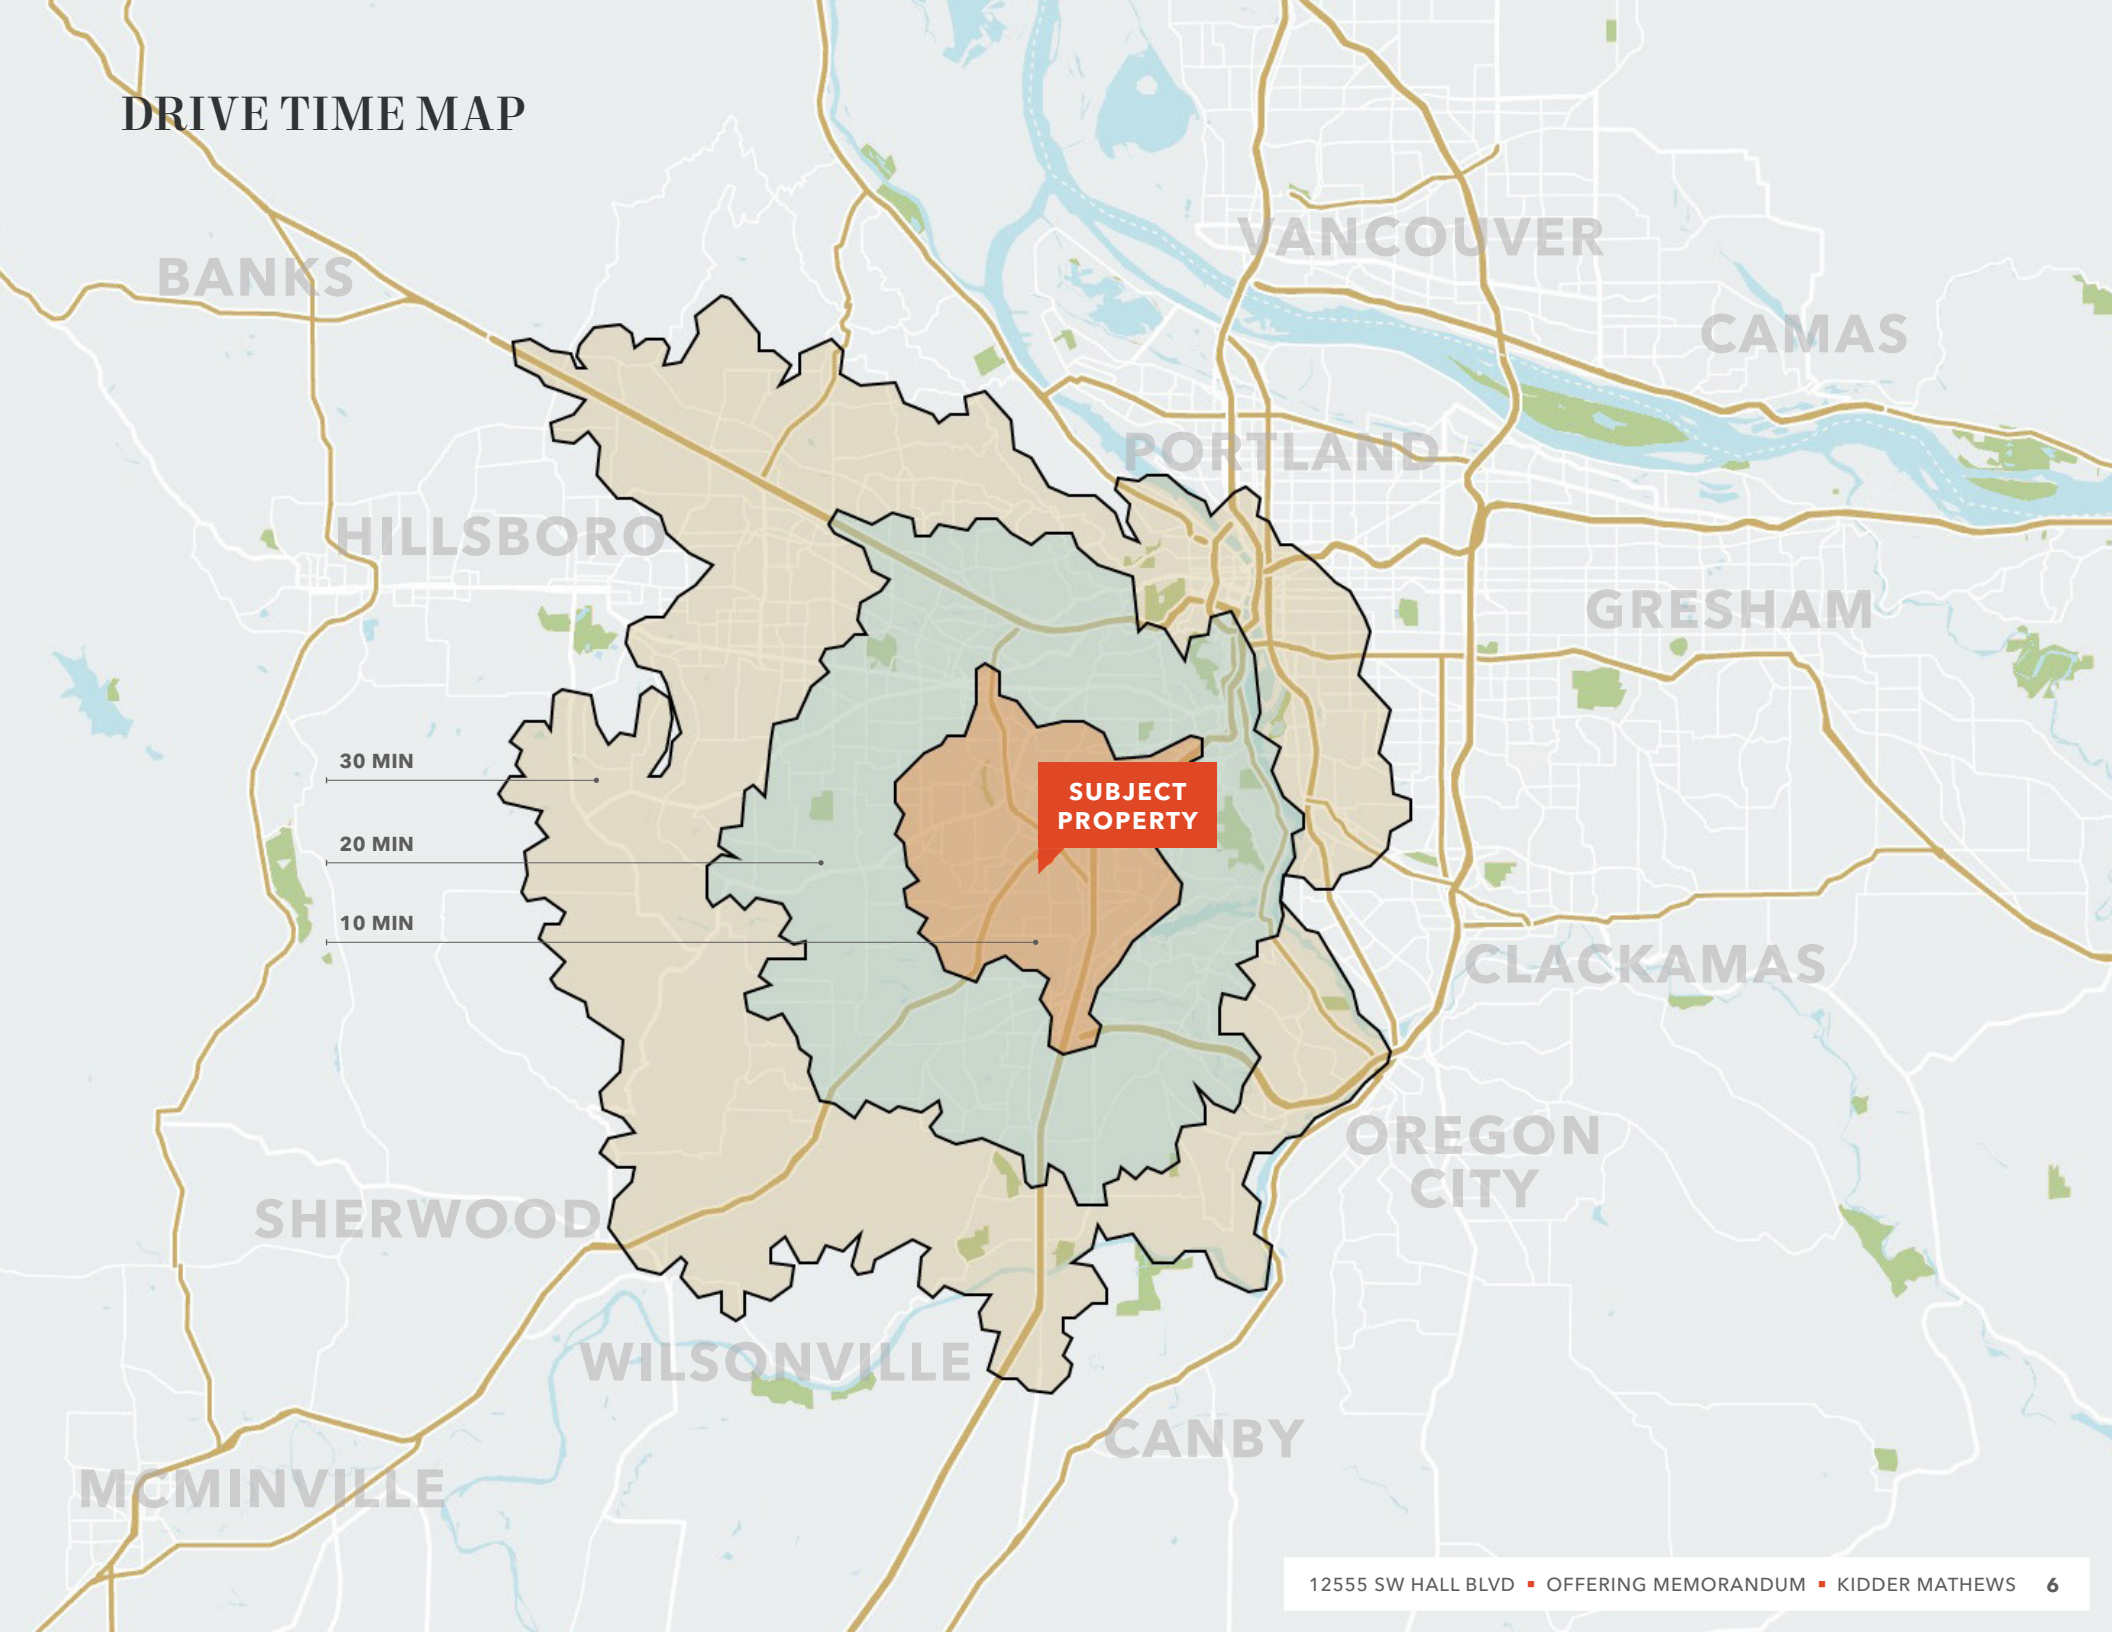 DRIVE TIME MAP
VANCOUVER
BANKS
CAMAS
PORTLAND
HILLSBORO
GRESHAM
30 MIN
SUBJECT
PROPERTY
20 MIN
10 MIN
CLACKAMAS
OREGON
CITY
SHERWOOD
WILSONVILLE
CANBY
MCMINVILLE
12555 SW HALL BLVD ▪ OFFERING MEMORANDUM ▪ KIDDER MATHEWS 6